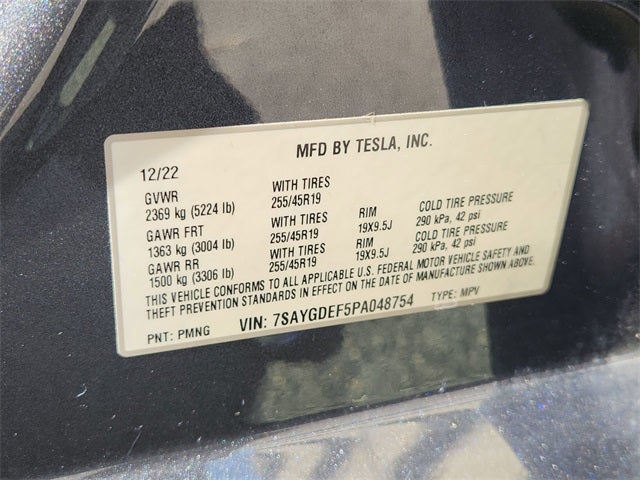 MFD BY TESLA, INC.
12/22
GVWR WITH TIRES
2369 kg (5224 lb) 255/45R19 RIM COLD TIRE PRESSURE
GAWR FRT WITH TIRES 19X9.5J 290 kPa, 42 psi
1363 kg (3004 lb) 255/45R19 RIM COLD TIRE PRESSURE
GAWR RR WITH TIRES 19X9.5J 290 kPa, 42 psi
1500 kg (3306 lb) 255/45R19
THIS VEHICLE CONFORMS TO ALL APPLICABLE U.S. FEDERAL MOTOR VEHICLE SAFETY AND
THEFT PREVENTION STANDARDS IN EFFECT ON THE DATE OF MANUFACTURE SHOWN ABOVE.
PNT: PMNG VIN: 7SAYGDEF5PA048754 TYPE: MPV